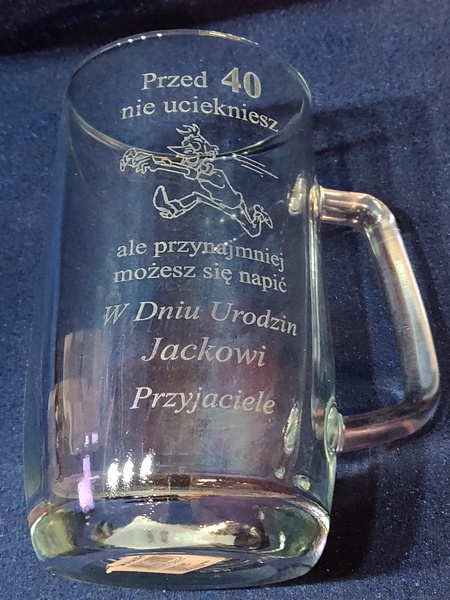 Przed 40
nie uciekniesz
ale przynajmniej
możesz się napić
W Dniu Urodzin
Jackowi
Przyjaciele